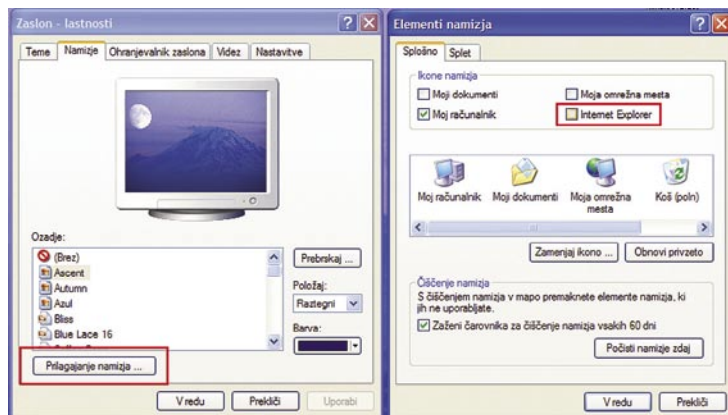 Zaslon - lastnosti
Teme Namizje Ohranjevalnik zaslona Videz Nastavitve
Ozadje:
(Brez)
Ascent
Autumn
Azul
Bliss
Blue Lace 16
Prebrskaj ...
Položaj:
Raztegni
Barva:
Prilagajanje namizja ...
V redu Prekliči Uporabi
Elementi namizja
Splošno Splet
Ikone namizja
Moji dokumenti Moja omrežna mesta
Moj računalnik Internet Explorer
Moj računalnik Moji dokumenti Moja omrežna mesta Koš (poln)
Zamenjaj ikono ... Obnovi privzeto
Čiščenje namizja
S čiščenjem namizja v mapo premaknete elemente namizja, ki
jih ne uporabljate.
Zaženi čarovnika za čiščenje namizja vsakih 60 dni
Počisti namizje zdaj
V redu Prekliči